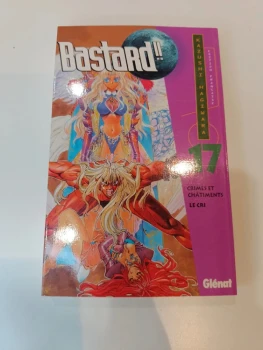 BASTARD!!
KAZUSHI HAGIWARA
17
CRIMES ET
CHÂTIMENTS
LE CRI
Glénat